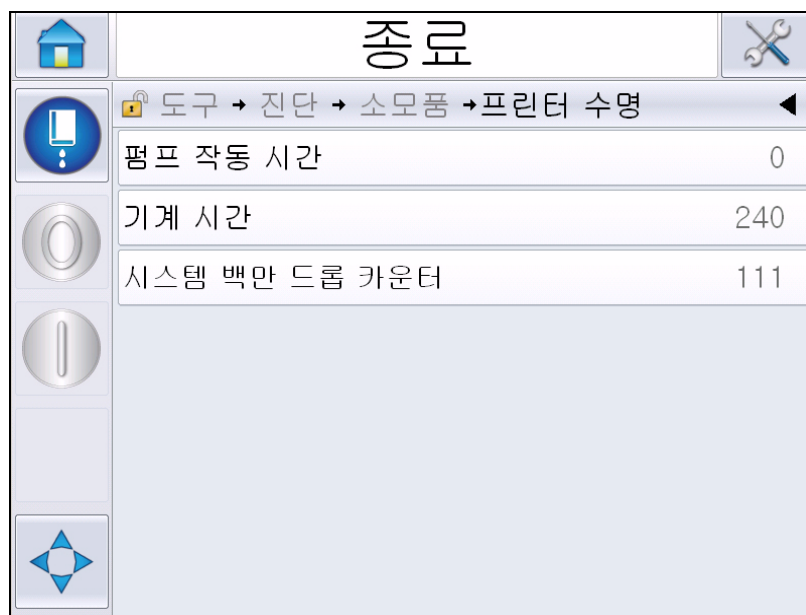 종료
도구 → 진단 → 소모품 →프린터 수명
펌프 작동 시간 0
기계 시간 240
시스템 백만 드롭 카운터 111